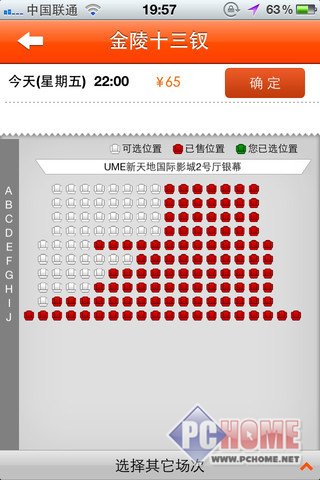 中国联通 19:57 63%
金陵十三钗
今天(星期五) 22:00 ¥65 确 定
可选位置 已售位置 您已选位置
UME新天地国际影城2号厅银幕
A
B
C
D
E
F
G
H
I
J
PCHOME
WWW.PCHOME.NET
选择其它场次